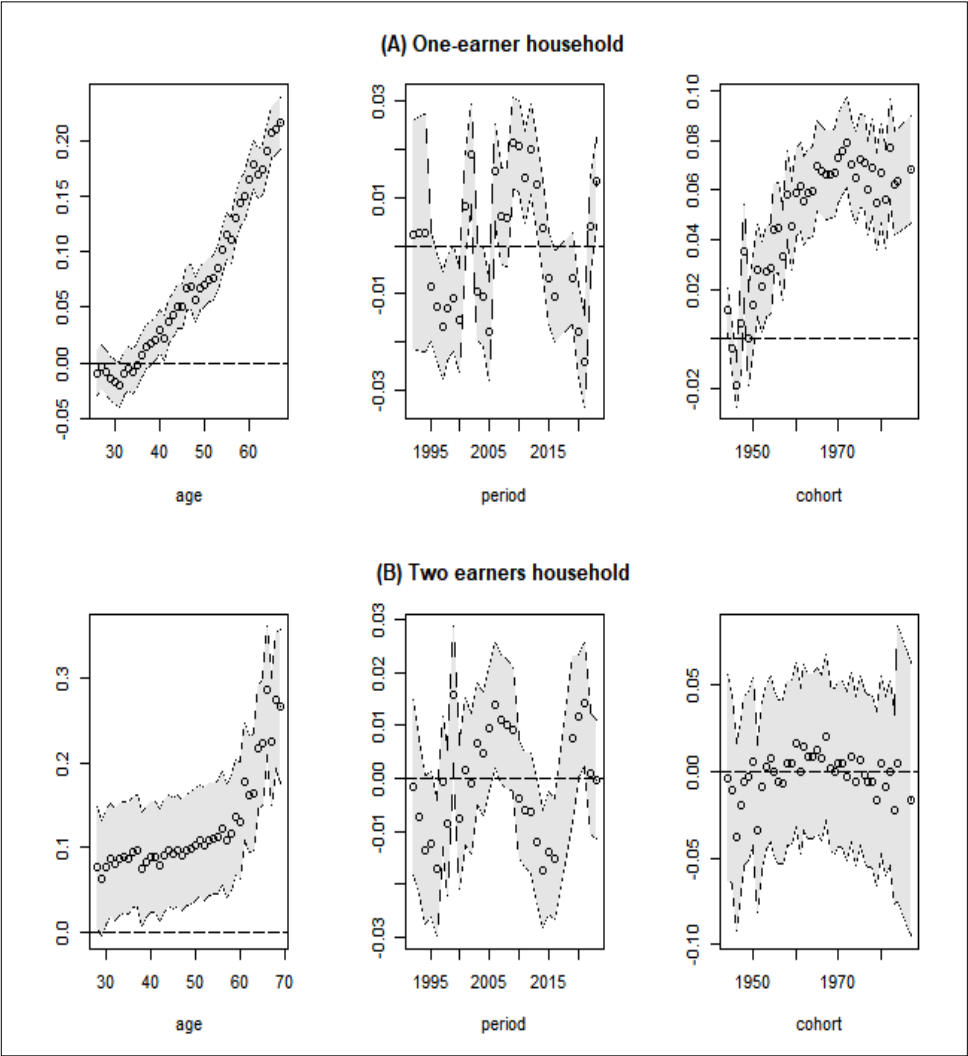 (A) One-earner household
-0.05 0.00 0.05 0.10 0.15 0.20
30 40 50 60
age
-0.03 -0.01 0.01 0.03
1995 2005 2015
period
-0.02 0.02 0.04 0.06 0.08 0.10
1950 1970
cohort
(B) Two earners household
0.0 0.1 0.2 0.3
30 40 50 60 70
age
-0.03 -0.01 0.00 0.01 0.02 0.03
1995 2005 2015
period
-0.10 -0.05 0.00 0.05
1950 1970
cohort